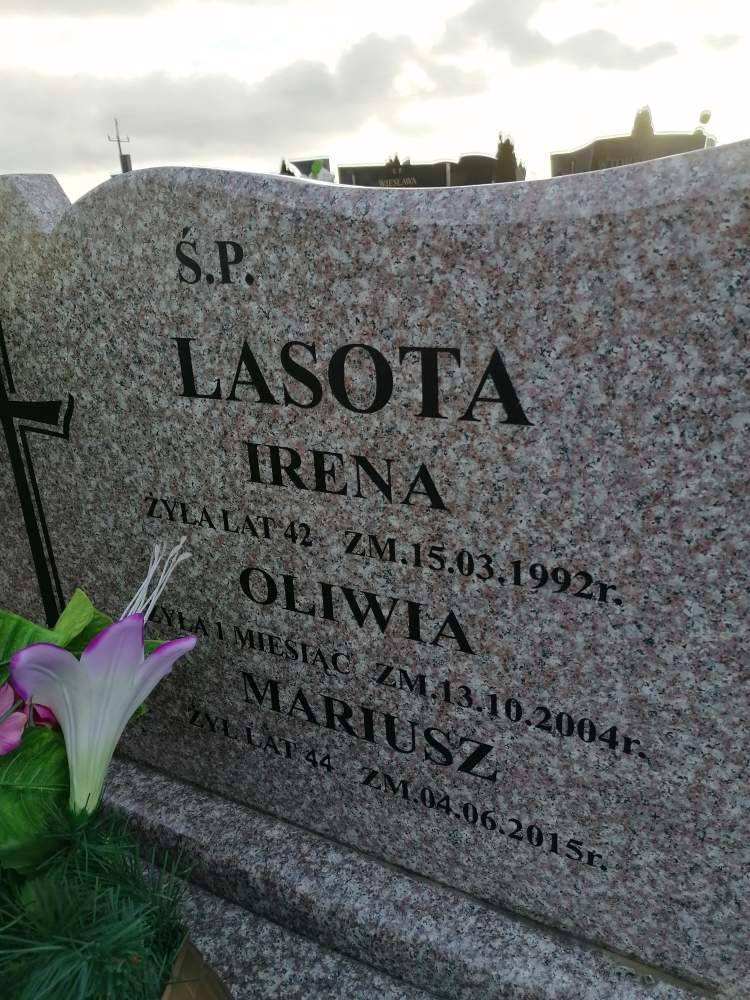 WIESŁAWA
Ś.P.
LASOTA
IRENA
ŻYŁA LAT 42 ZM.15.03.1992r.
OLIWIA
ŻYŁA 1 MIESIĄC ZM.13.10.2004r.
MARIUSZ
ŻYŁ LAT 44 ZM.04.06.2015r.